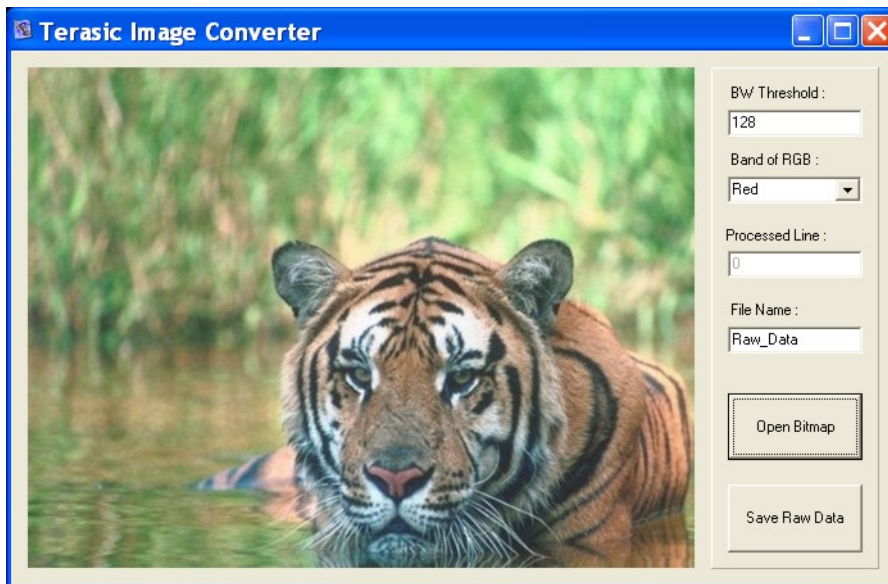 Terasic Image Converter
BW Threshold :
128
Band of RGB :
Red
Processed Line :
0
File Name :
Raw_Data
Open Bitmap
Save Raw Data